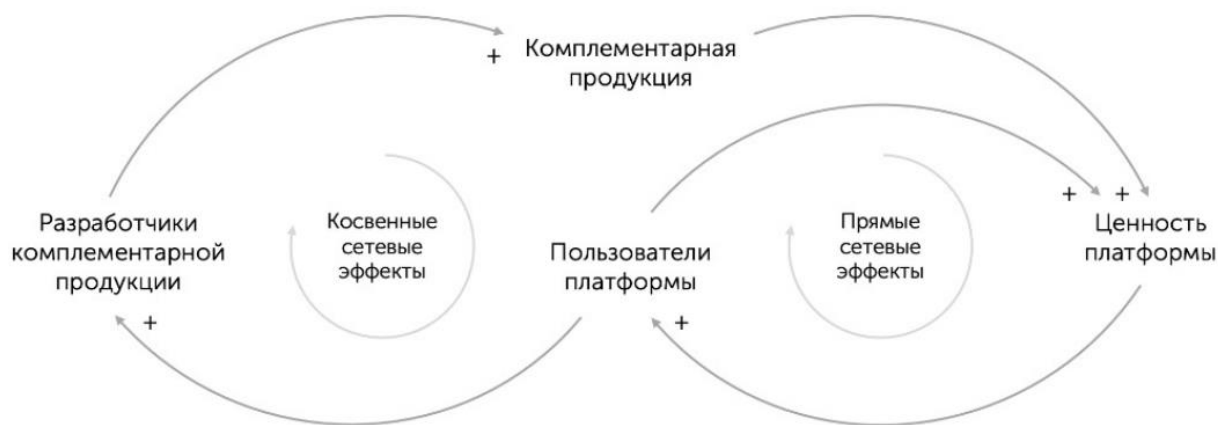 +
Комплементарная
продукция
+
+
Разработчики
комплементарной
продукции
Косвенные
сетевые
эффекты
Пользователи
платформы
Прямые
сетевые
эффекты
Ценность
платформы
+
+